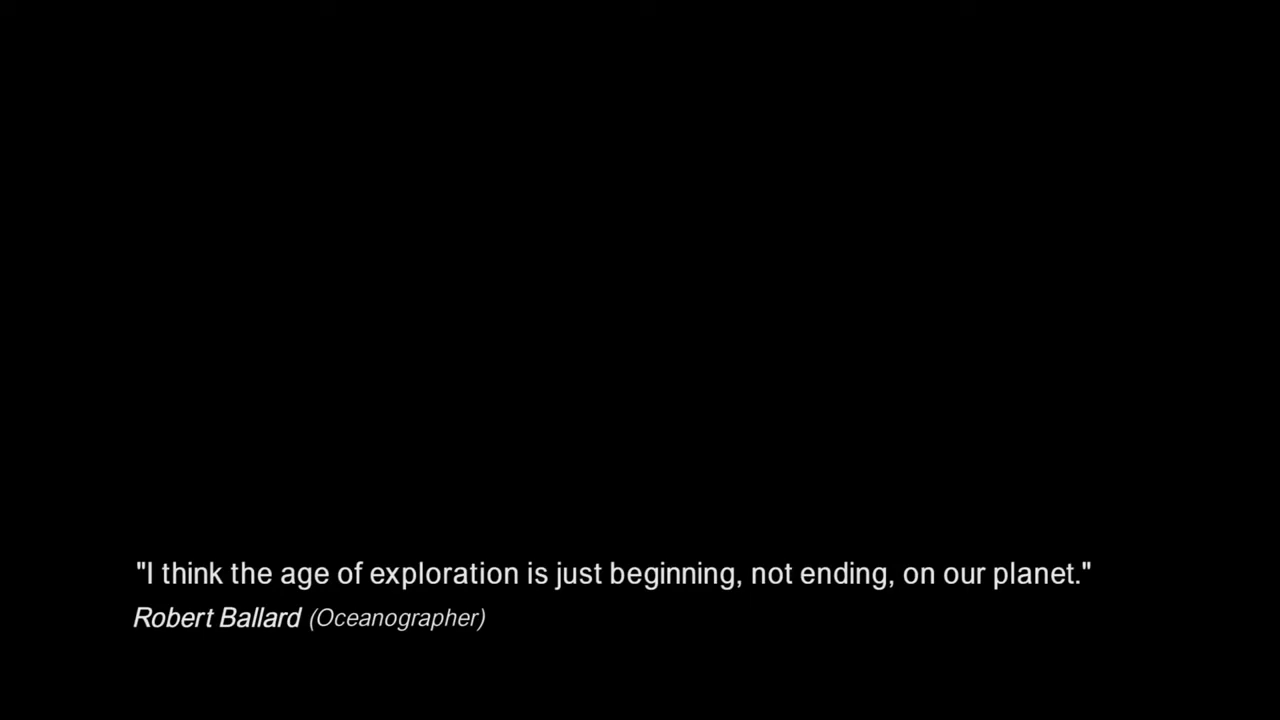 "I think the age of exploration is just beginning, not ending, on our planet."
Robert Ballard (Oceanographer)